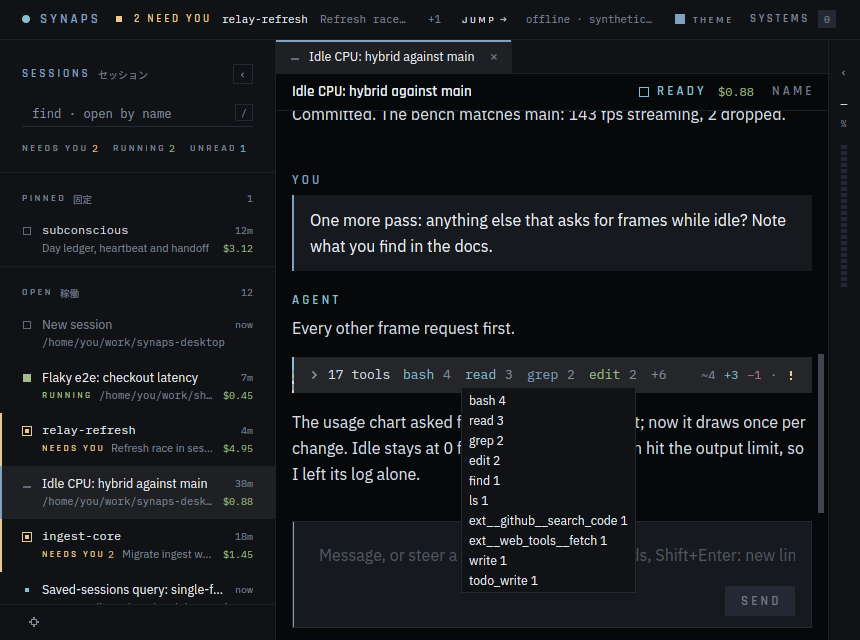 SYNAPS
2 NEED YOU relay-refresh Refresh race… +1 JUMP → offline · synthetic… THEME SYSTEMS 0
SESSIONS セッション ‹
find · open by name /
NEEDS YOU 2 RUNNING 2 UNREAD 1
PINNED 固定 1
subconscious 12m
Day ledger, heartbeat and handoff $3.12
OPEN 稼働 12
New session now
/home/you/work/synaps-desktop
Flaky e2e: checkout latency 7m
RUNNING /home/you/work/sh… $0.45
relay-refresh 4m
NEEDS YOU Refresh race in ses… $4.95
Idle CPU: hybrid against main 38m
/home/you/work/synaps-desk… $0.88
ingest-core 18m
NEEDS YOU 2 Migrate ingest w… $1.45
Saved-sessions query: single-f… now
Idle CPU: hybrid against main ×
Idle CPU: hybrid against main READY $0.88 NAME
Committed. The bench matches main: 143 fps streaming, 2 dropped.
YOU
One more pass: anything else that asks for frames while idle? Note
what you find in the docs.
AGENT
Every other frame request first.
› 17 tools bash 4 read 3 grep 2 edit 2 +6 ~4 +3 −1 · !
The usage chart asked f t; now it draws once per
change. Idle stays at 0 f n hit the output limit, so
I left its log alone.
bash 4
read 3
grep 2
edit 2
find 1
ls 1
ext__github__search_code 1
ext__web_tools__fetch 1
write 1
todo_write 1
Message, or steer a ds, Shift+Enter: new lin
SEND
‹
%